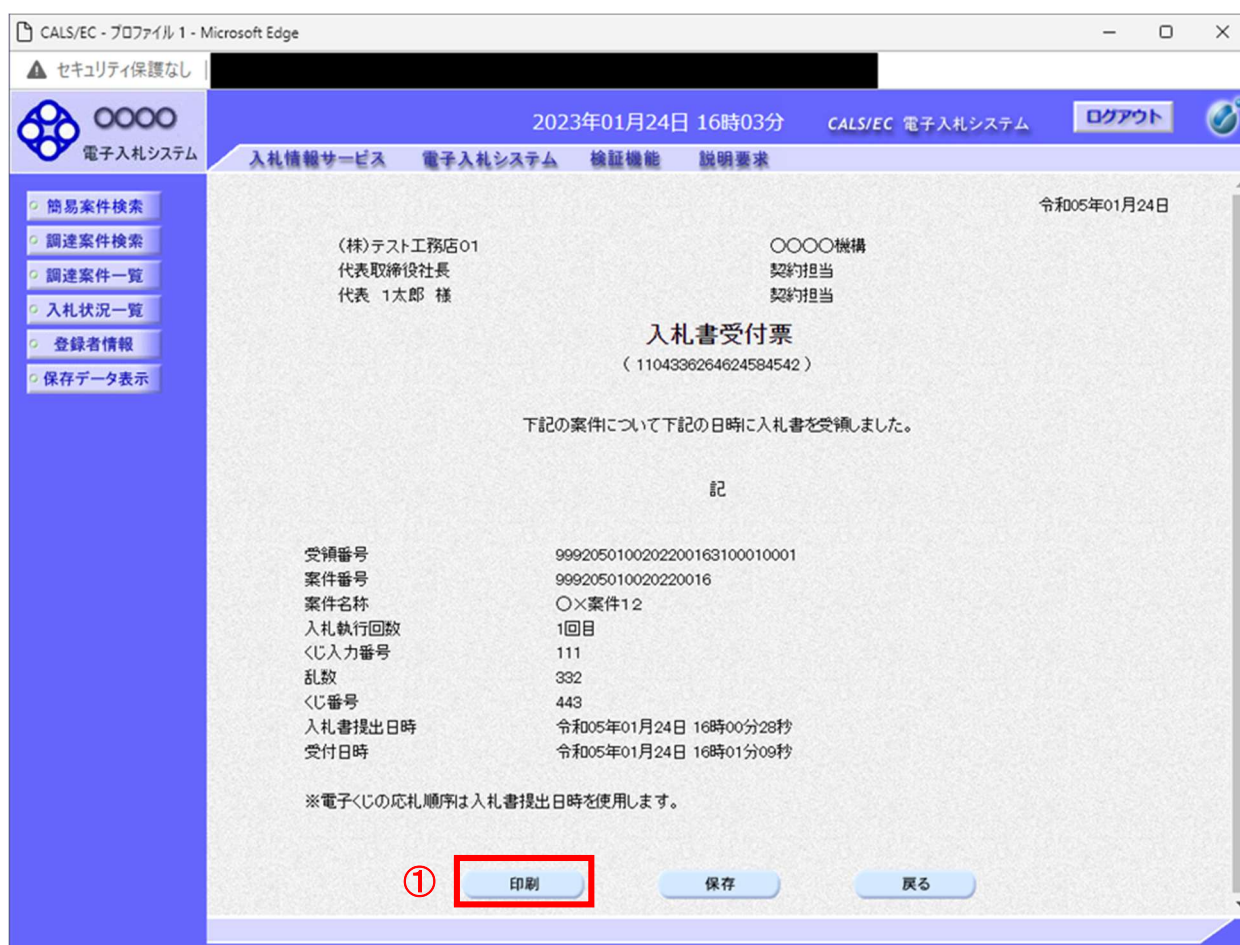 CALS/EC - プロファイル 1 - Microsoft Edge
セキュリティ保護なし
〇〇〇〇
電子入札システム
2023年01月24日 16時03分 CALS/EC 電子入札システム ログアウト
入札情報サービス 電子入札システム 検証機能 説明要求
簡易案件検索
調達案件検索
調達案件一覧
入札状況一覧
登録者情報
保存データ表示
令和05年01月24日
(株)テスト工務店01 〇〇〇〇機構
代表取締役社長 契約担当
代表 1太郎 様 契約担当
入札書受付票
( 1104336264624584542 )
下記の案件について下記の日時に入札書を受領しました。
記
受領番号 9992050100202200163100010001
案件番号 999205010020220016
案件名称 〇×案件12
入札執行回数 1回目
くじ入力番号 111
乱数 332
くじ番号 443
入札書提出日時 令和05年01月24日 16時00分28秒
受付日時 令和05年01月24日 16時01分09秒
※電子くじの応札順序は入札書提出日時を使用します。
① 印刷 保存 戻る